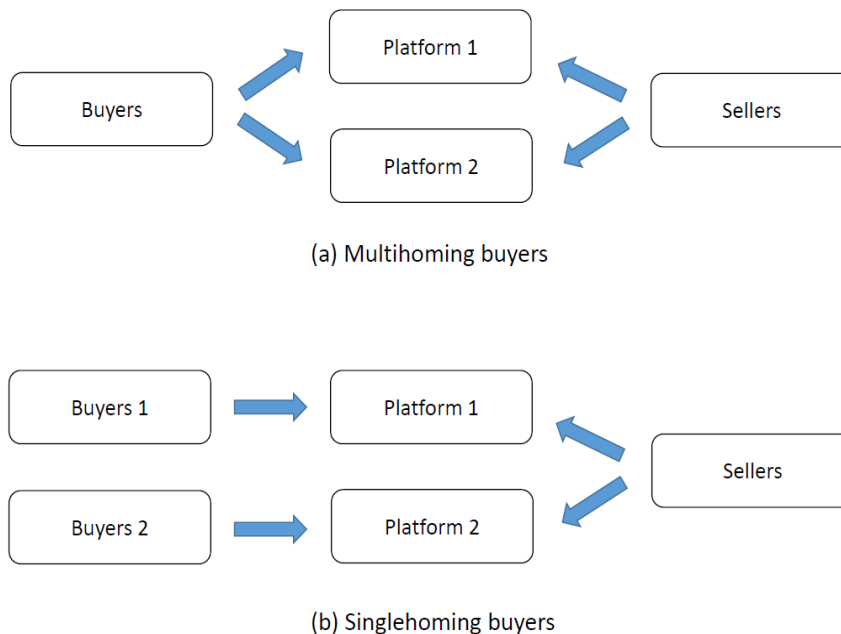 Platform 1
Buyers
Sellers
Platform 2
(a) Multihoming buyers
Buyers 1
Platform 1
Sellers
Buyers 2
Platform 2
(b) Singlehoming buyers